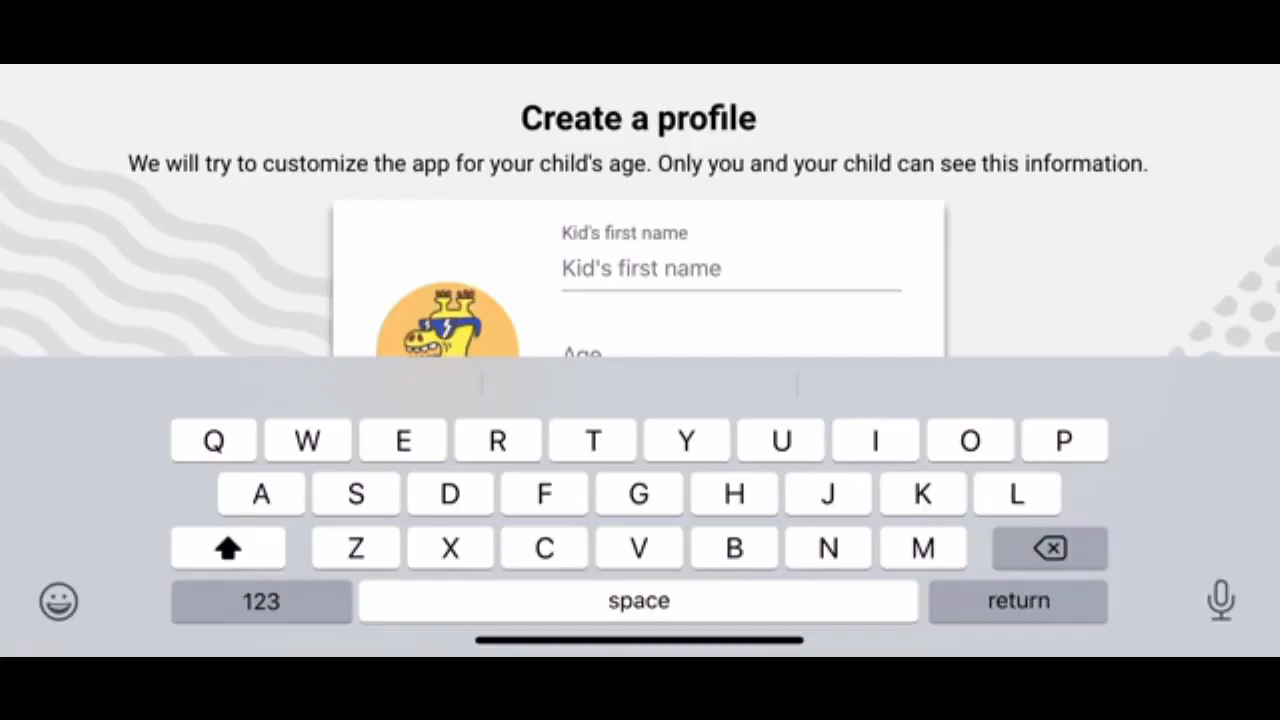 Create a profile
We will try to customize the app for your child's age. Only you and your child can see this information.
Kid's first name
Kid's first name
Age
Q W E R T Y U I O P
A S D F G H J K L
Z X C V B N M
123 space return